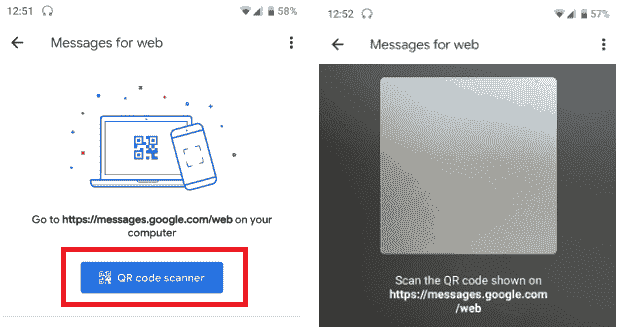 12:51 58%
Messages for web
Go to https://messages.google.com/web on your
computer
QR code scanner
12:52 57%
Messages for web
Scan the QR code shown on
https://messages.google.com
/web